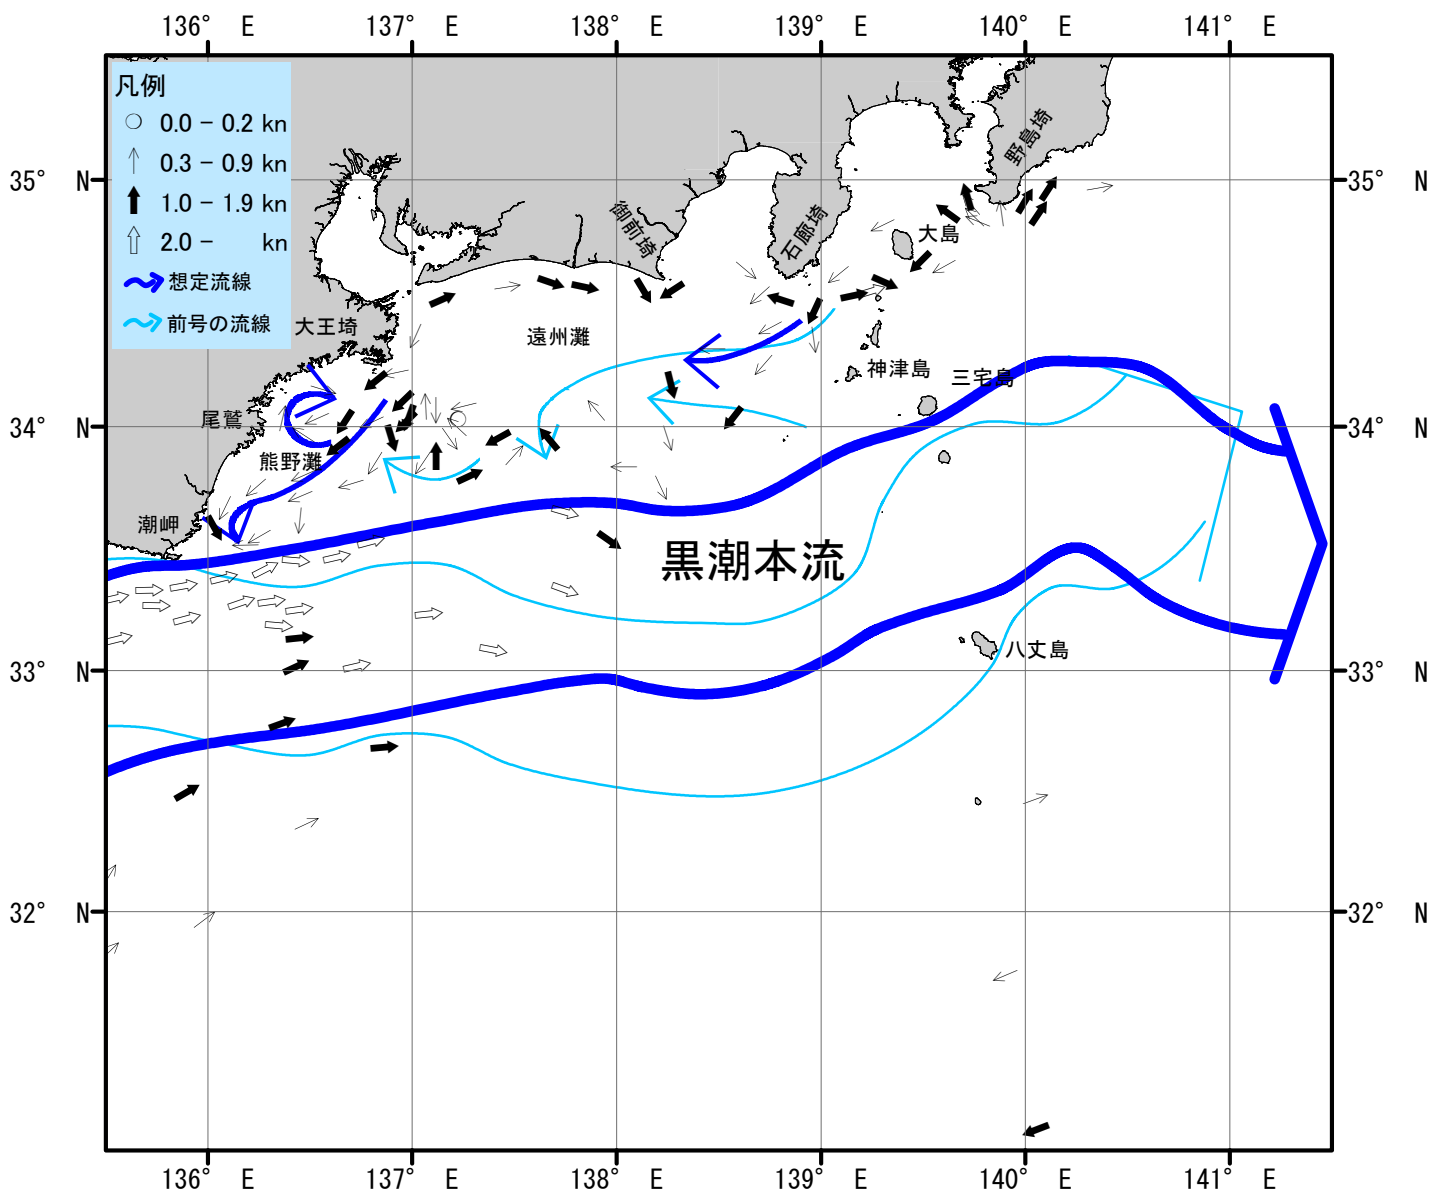 136° E 137° E 138° E 139° E 140° E 141° E
凡例
0.0 - 0.2 kn
0.3 - 0.9 kn
1.0 - 1.9 kn
2.0 - kn
想定流線
前号の流線
35° N
35° N
野島埼
御前埼
石廊埼
大島
大王埼
遠州灘
神津島
三宅島
尾鷲
34° N
34° N
熊野灘
潮岬
黒潮本流
八丈島
33° N
33° N
32° N
32° N
136° E 137° E 138° E 139° E 140° E 141° E